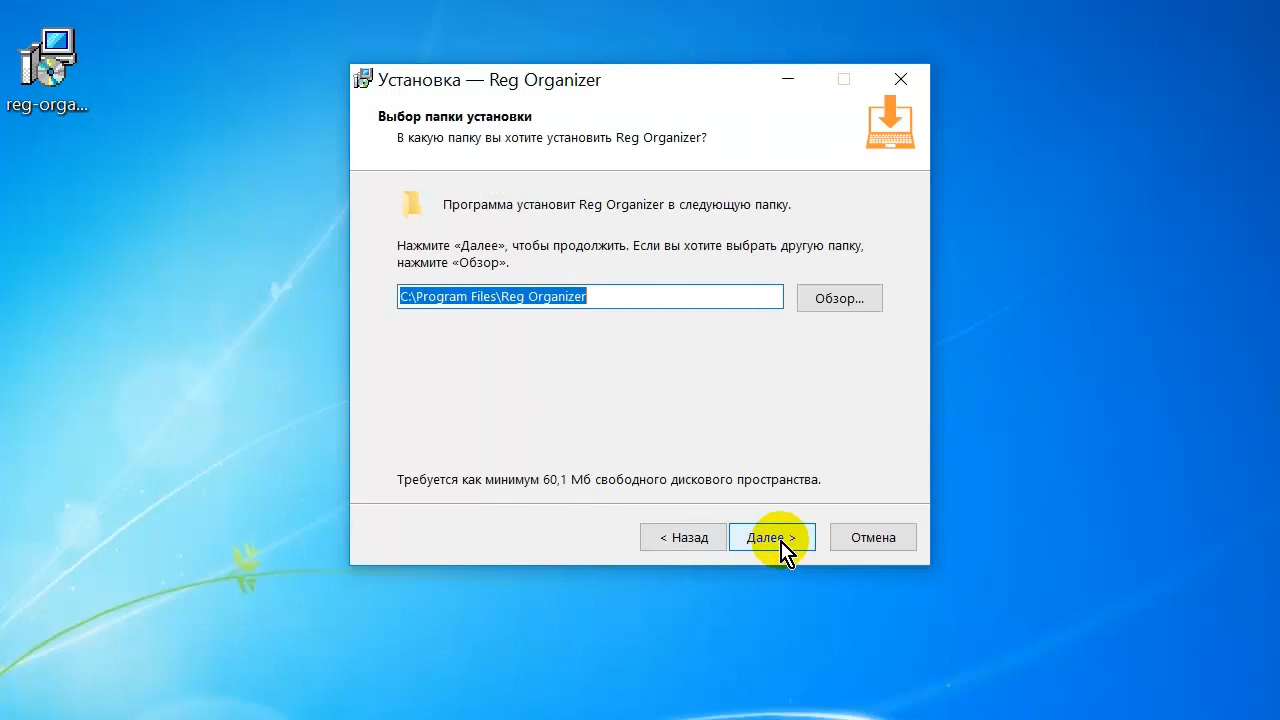 reg-orga...
Установка — Reg Organizer
Выбор папки установки
В какую папку вы хотите установить Reg Organizer?
Программа установит Reg Organizer в следующую папку.
Нажмите «Далее», чтобы продолжить. Если вы хотите выбрать другую папку,
нажмите «Обзор».
C:\Program Files\Reg Organizer
Обзор...
Требуется как минимум 60,1 Мб свободного дискового пространства.
< Назад
Далее >
Отмена